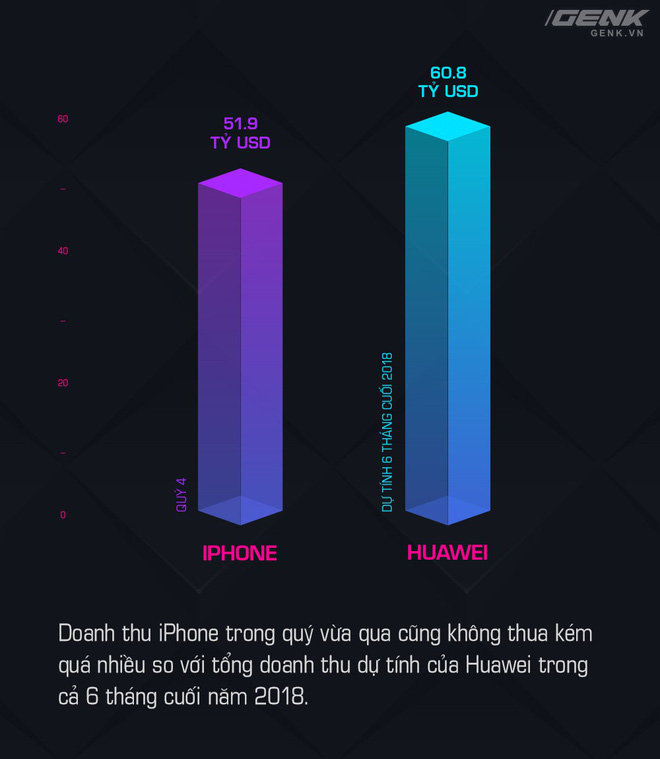 GENK
GENK.VN
60.8
TỶ USD
51.9
TỶ USD
60
–
40
–
20
–
0
QUÝ 4
DỰ TÍNH 6 THÁNG CUỐI 2018
IPHONE
HUAWEI
Doanh thu iPhone trong quý vừa qua cũng không thua kém
quá nhiều so với tổng doanh thu dự tính của Huawei trong
cả 6 tháng cuối năm 2018.